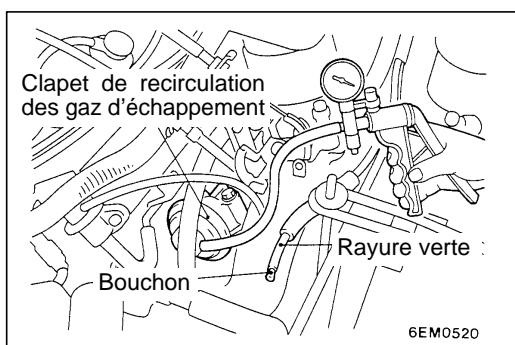 Clapet de recirculation
des gaz d'échappement
Rayure verte
Bouchon
6EM0520